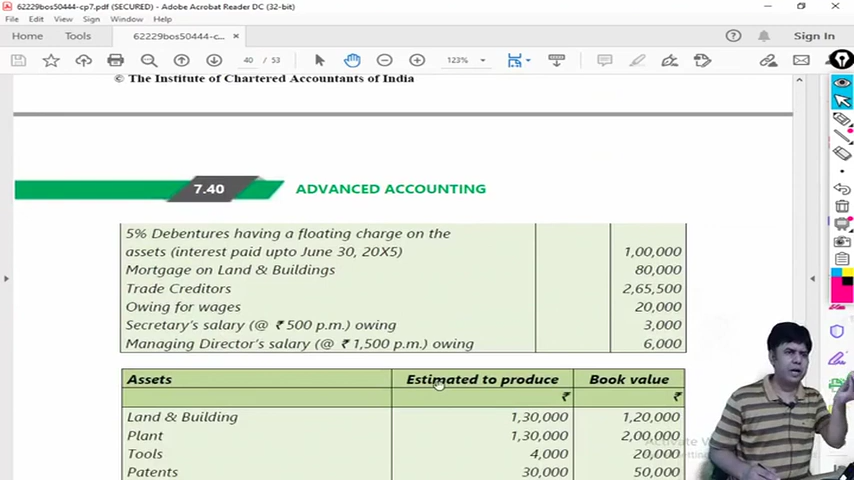 62229bos50444-cp7.pdf (SECURED) - Adobe Acrobat Reader DC (32-bit)
File Edit View Sign Window Help
Home Tools 62229bos50444-c... × Sign In
40 / 53 123%
© The Institute of Chartered Accountants of India
7.40 ADVANCED ACCOUNTING
5% Debentures having a floating charge on the
assets (interest paid upto June 30, 20X5) 1,00,000
Mortgage on Land & Buildings 80,000
Trade Creditors 2,65,500
Owing for wages 20,000
Secretary's salary (@ ₹ 500 p.m.) owing 3,000
Managing Director's salary (@ ₹ 1,500 p.m.) owing 6,000
Assets Estimated to produce Book value
₹ ₹
Land & Building 1,30,000 1,20,000
Plant 1,30,000 2,00,000
Tools 4,000 20,000
Patents 30,000 50,000
Activate